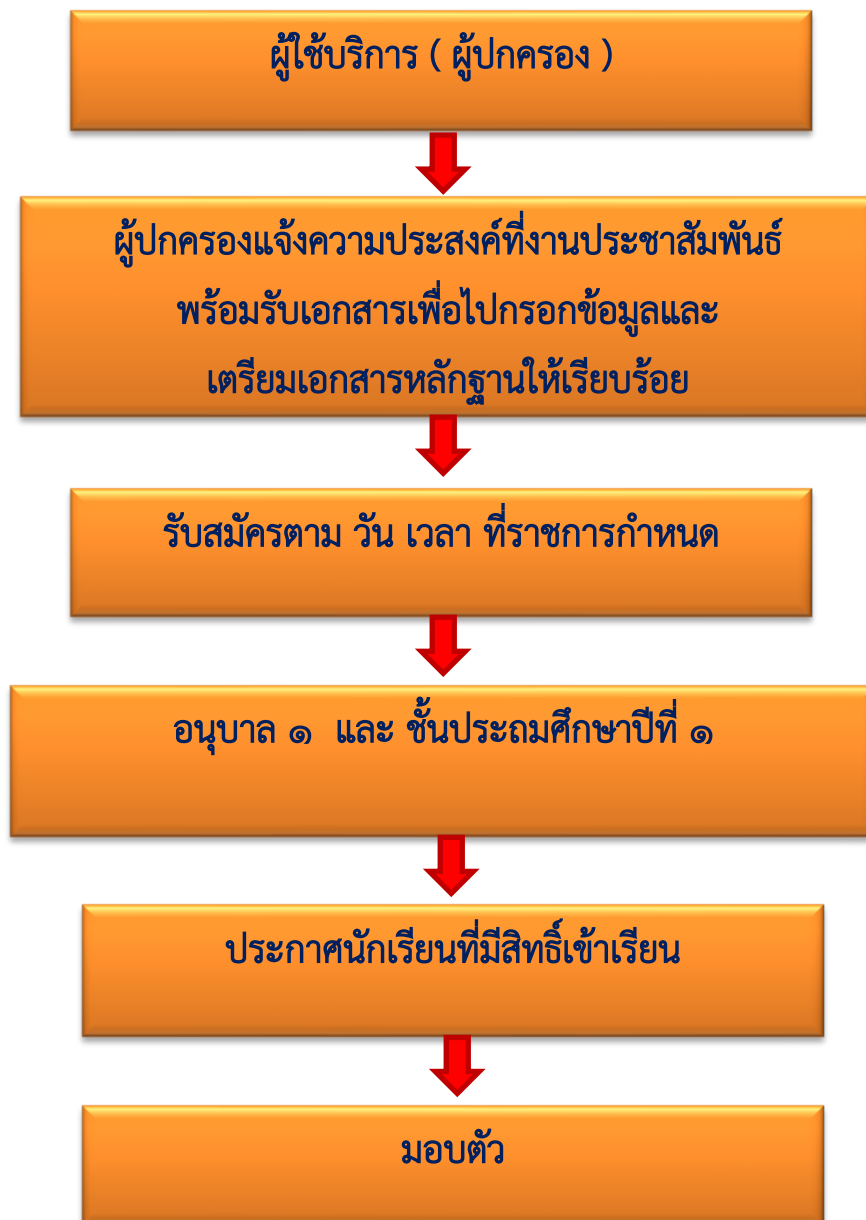 ผู้ใช้บริการ ( ผู้ปกครอง )
ผู้ปกครองแจ้งความประสงค์ที่งานประชาสัมพันธ์
พร้อมรับเอกสารเพื่อไปกรอกข้อมูลและ
เตรียมเอกสารหลักฐานให้เรียบร้อย
รับสมัครตาม วัน เวลา ที่ราชการกำหนด
อนุบาล ๑ และ ชั้นประถมศึกษาปีที่ ๑
ประกาศนักเรียนที่มีสิทธิ์เข้าเรียน
มอบตัว